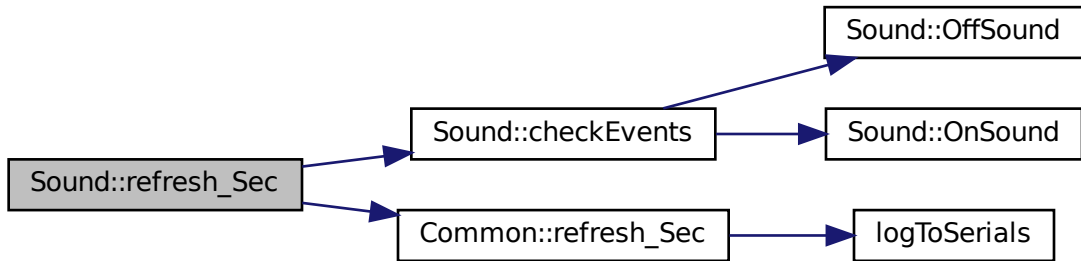 Sound::OffSound
Sound::checkEvents
Sound::OnSound
Sound::refresh_Sec
Common::refresh_Sec
logToSerials